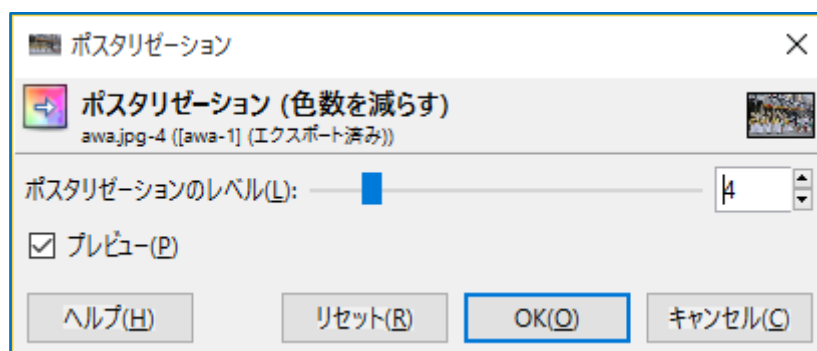 ポスタリゼーション
ポスタリゼーション (色数を減らす)
awa.jpg-4 ([awa-1] (エクスポート済み))
ポスタリゼーションのレベル(L): 4
プレビュー(P)
ヘルプ(H) リセット(R) OK(O) キャンセル(C)